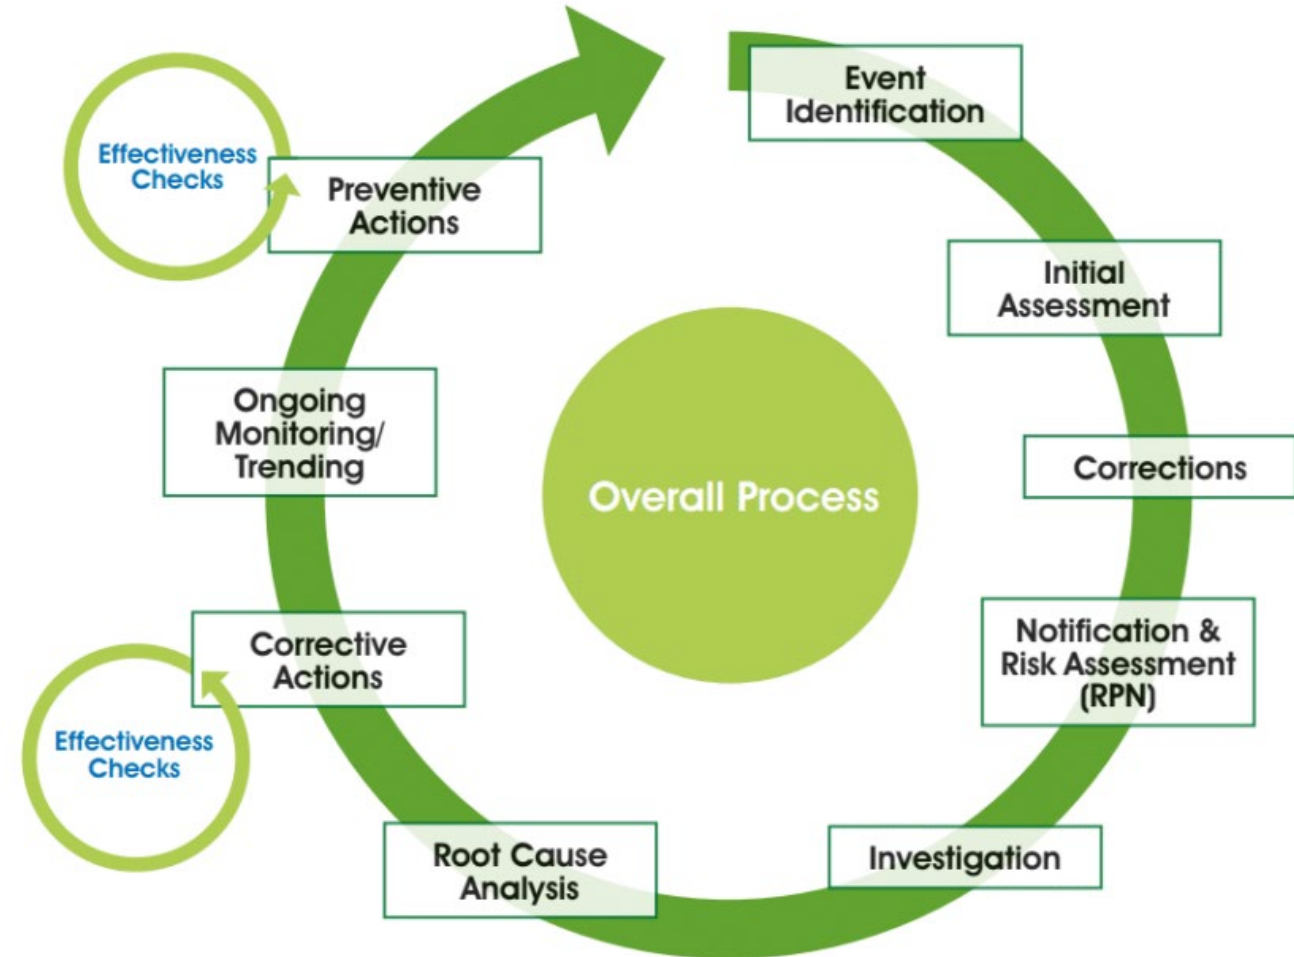 Event
Identification
Initial
Assessment
Corrections
Notification &
Risk Assessment
(RPN)
Investigation
Root Cause
Analysis
Corrective
Actions
Effectiveness
Checks
Ongoing
Monitoring/
Trending
Preventive
Actions
Effectiveness
Checks
Overall Process